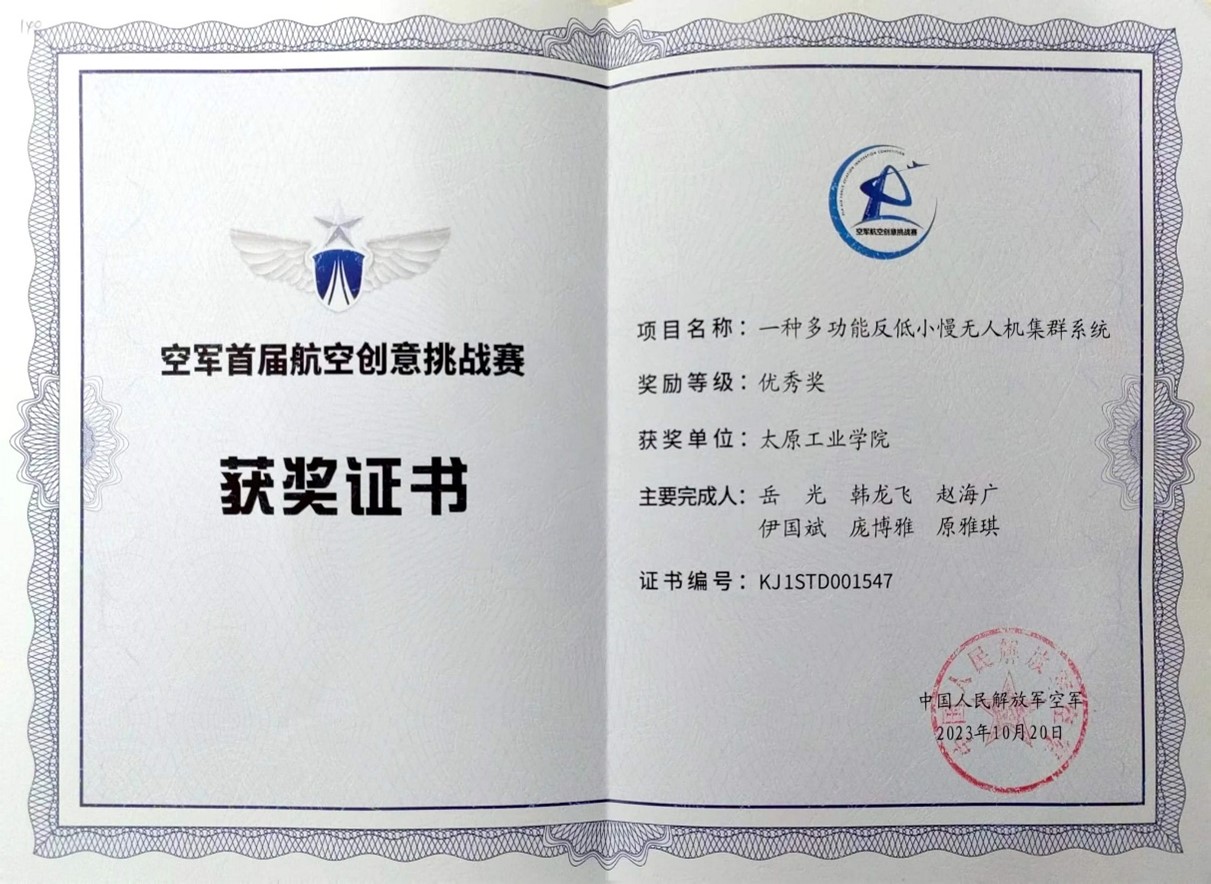 140
空军首届航空创意挑战赛
获奖证书
空军航空创意挑战赛
项目名称：一种多功能反低小慢无人机集群系统
奖励等级：优秀奖
获奖单位：太原工业学院
主要完成人：岳 光 韩龙飞 赵海广
伊国斌 庞博雅 原雅琪
证书编号：KJ1STD001547
中国人民解放军空军
2023年10月20日